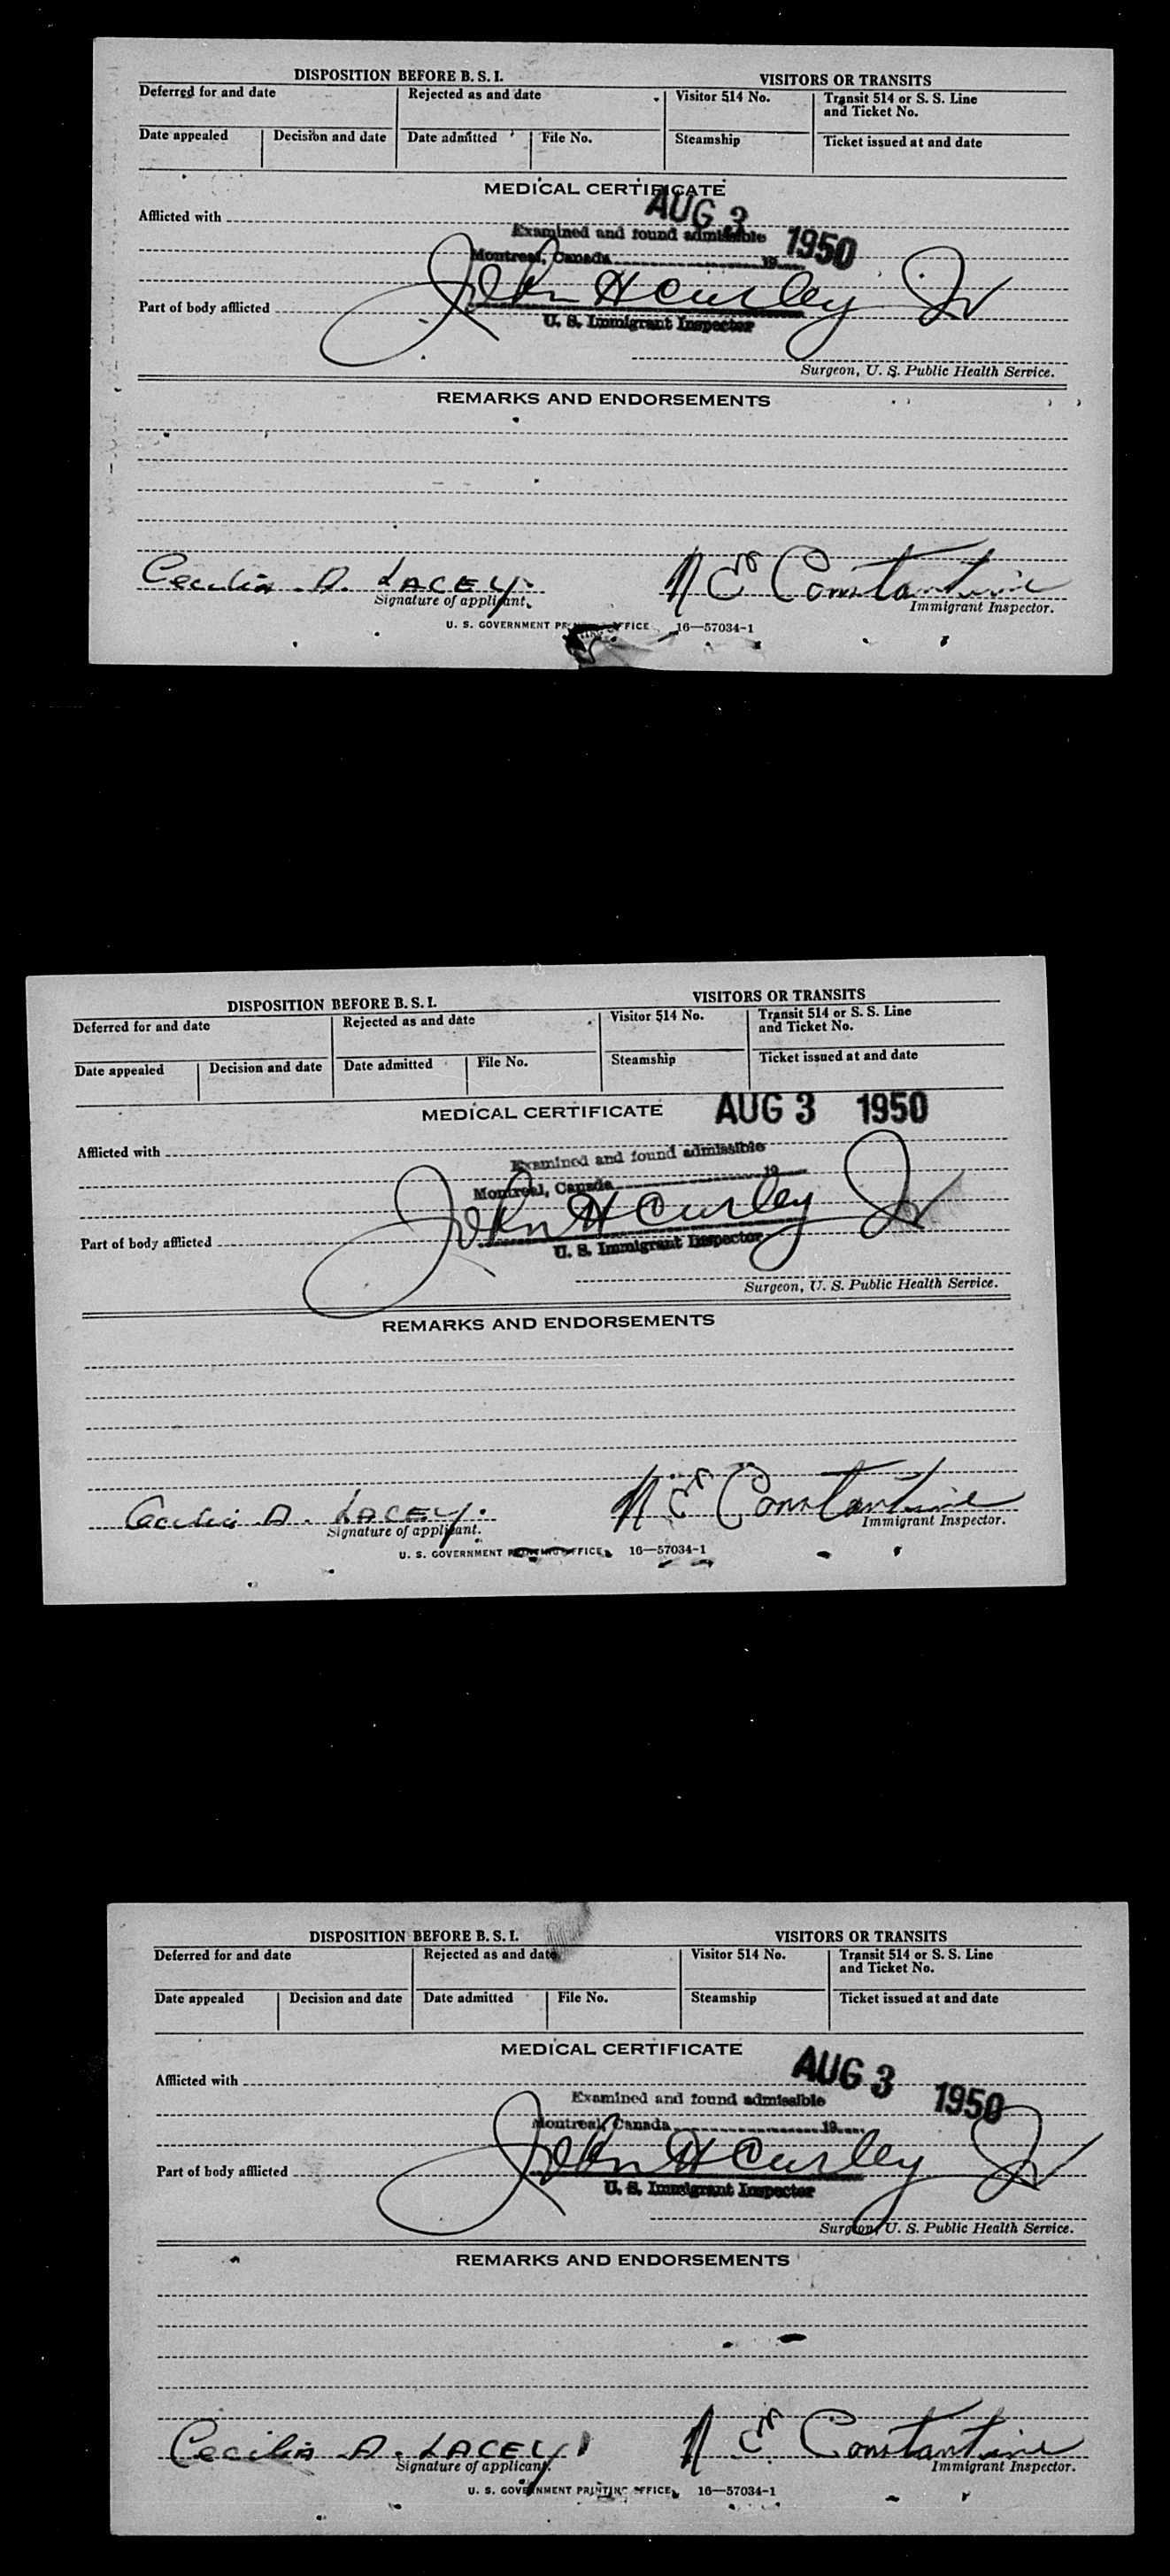 DISPOSITION BEFORE B. S. I.
VISITORS OR TRANSITS
Deferred for and date
Rejected as and date
Visitor 514 No.
Transit 514 or S. S. Line
and Ticket No.
Date appealed
Decision and date
Date admitted
File No.
Steamship
Ticket issued at and date
MEDICAL CERTIFICATE
AUG 3 1950
Afflicted with
Examined and found admissible
Montreal, Canada 19
John H Curley Jr
Part of body afflicted
U. S. Immigrant Inspector
Surgeon, U. S. Public Health Service.
REMARKS AND ENDORSEMENTS
Cecilia A. LACEY. Constantine
Signature of applicant.
Immigrant Inspector.
U. S. GOVERNMENT PRINTING OFFICE 16—57034-1
DISPOSITION BEFORE B. S. I.
VISITORS OR TRANSITS
Deferred for and date
Rejected as and date
Visitor 514 No.
Transit 514 or S. S. Line
and Ticket No.
Date appealed
Decision and date
Date admitted
File No.
Steamship
Ticket issued at and date
MEDICAL CERTIFICATE
AUG 3 1950
Afflicted with
Examined and found admissible
Montreal, Canada 19
John H Curley Jr
Part of body afflicted
U. S. Immigrant Inspector
Surgeon, U. S. Public Health Service.
REMARKS AND ENDORSEMENTS
Cecilia A. LACEY. Constantine
Signature of applicant.
Immigrant Inspector.
U. S. GOVERNMENT PRINTING OFFICE 16—57034-1
DISPOSITION BEFORE B. S. I.
VISITORS OR TRANSITS
Deferred for and date
Rejected as and date
Visitor 514 No.
Transit 514 or S. S. Line
and Ticket No.
Date appealed
Decision and date
Date admitted
File No.
Steamship
Ticket issued at and date
MEDICAL CERTIFICATE
AUG 3 1950
Afflicted with
Examined and found admissible
Montreal, Canada 19
John H Curley Jr
Part of body afflicted
U. S. Immigrant Inspector
Surgeon, U. S. Public Health Service.
REMARKS AND ENDORSEMENTS
Cecilia A. LACEY Constantine
Signature of applicant.
Immigrant Inspector.
U. S. GOVERNMENT PRINTING OFFICE 16—57034-1